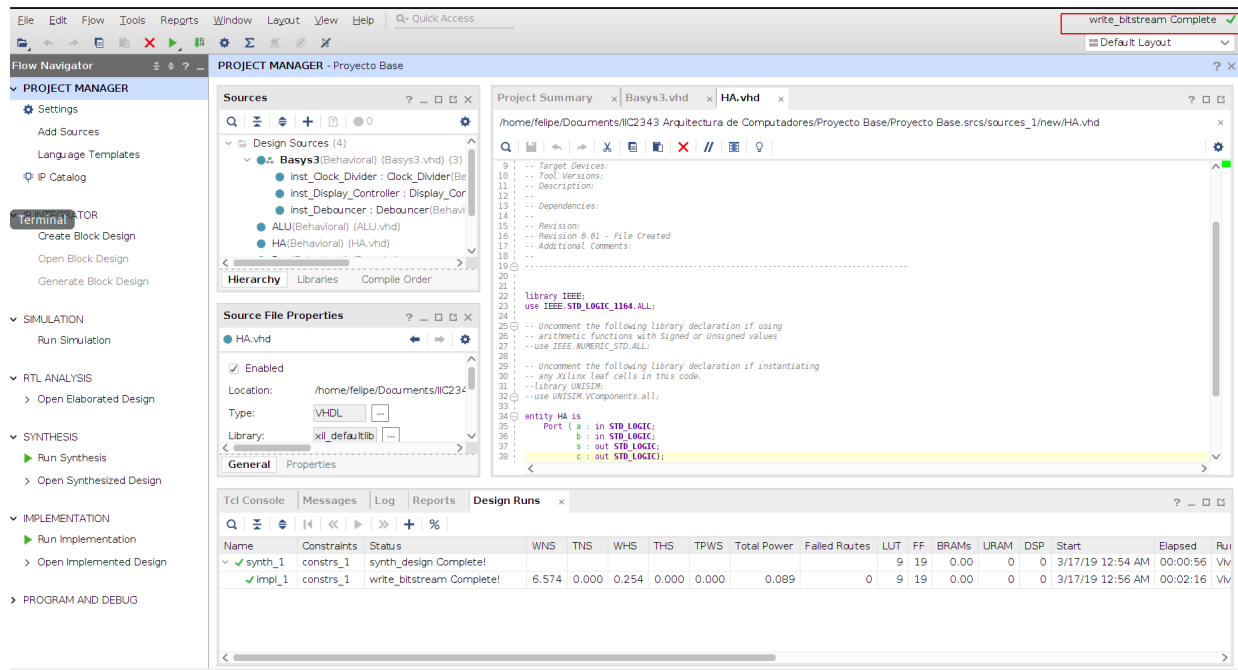 File Edit Flow Tools Reports Window Layout View Help Quick Access
write_bitstream Complete
Default Layout
Flow Navigator
PROJECT MANAGER
Settings
Add Sources
Language Templates
IP Catalog
Terminal
Create Block Design
Open Block Design
Generate Block Design
SIMULATION
Run Simulation
RTL ANALYSIS
Open Elaborated Design
SYNTHESIS
Run Synthesis
Open Synthesized Design
IMPLEMENTATION
Run Implementation
Open Implemented Design
PROGRAM AND DEBUG
PROJECT MANAGER - Proyecto Base
Sources
0
Design Sources (4)
Basys3(Behavioral) (Basys3.vhd) (3)
inst_Clock_Divider : Clock_Divider(Be
inst_Display_Controller : Display_Cor
inst_Debouncer : Debouncer(Behavi
ALU(Behavioral) (ALU.vhd)
HA(Behavioral) (HA.vhd)
Hierarchy Libraries Compile Order
Source File Properties
HA.vhd
Enabled
Location: /home/felipe/Documents/IIC234
Type: VHDL
Library: xil_defaultlib
General Properties
Project Summary Basys3.vhd HA.vhd
/home/felipe/Documents/IIC2343 Arquitectura de Computadores/Proyecto Base/Proyecto Base.srcs/sources_1/new/HA.vhd
9 -- Target Devices:
10 -- Tool Versions:
11 -- Description:
12 --
13 -- Dependencies:
14 --
15 -- Revision:
16 -- Revision 0.01 - File Created
17 -- Additional Comments:
18 --
19 ----------------------------------------------------------------------------------
20
21
22 library IEEE;
23 use IEEE.STD_LOGIC_1164.ALL;
24
25 -- Uncomment the following library declaration if using
26 -- arithmetic functions with Signed or Unsigned values
27 --use IEEE.NUMERIC_STD.ALL;
28
29 -- Uncomment the following library declaration if instantiating
30 -- any Xilinx leaf cells in this code.
31 --library UNISIM;
32 --use UNISIM.VComponents.all;
33
34 entity HA is
35 Port ( a : in STD_LOGIC;
36 b : in STD_LOGIC;
37 s : out STD_LOGIC;
38 c : out STD_LOGIC);
Tcl Console Messages Log Reports Design Runs
Name Constraints Status WNS TNS WHS THS TPWS Total Power Failed Routes LUT FF BRAMs URAM DSP Start Elapsed Ru
synth_1 constrs_1 synth_design Complete! 9 19 0.00 0 0 3/17/19 12:54 AM 00:00:56 Viv
impl_1 constrs_1 write_bitstream Complete! 6.574 0.000 0.254 0.000 0.000 0.089 0 9 19 0.00 0 0 3/17/19 12:56 AM 00:02:16 Viv